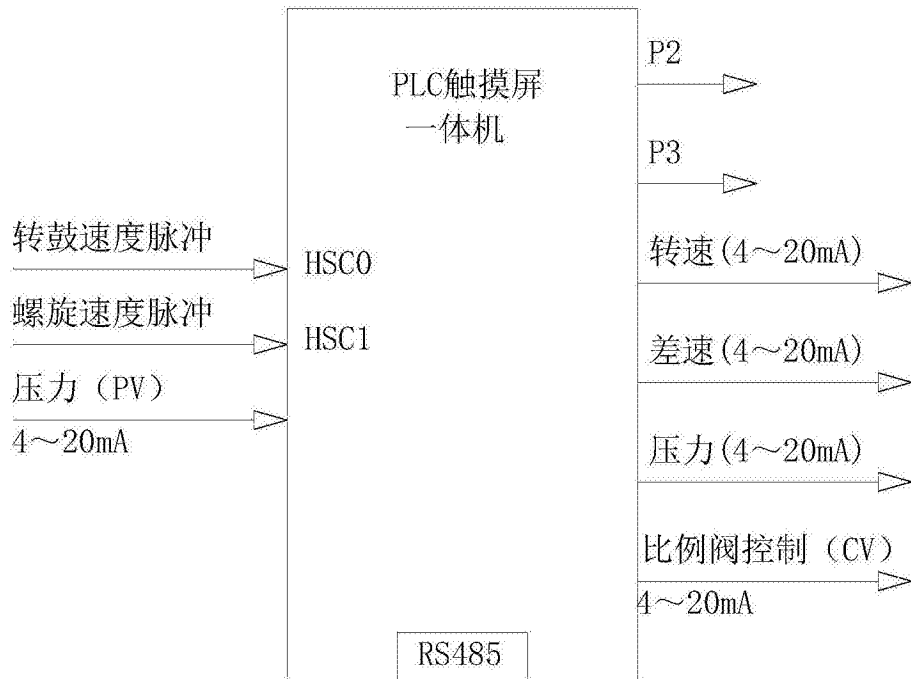 PLC触摸屏
一体机
转鼓速度脉冲
HSC0
螺旋速度脉冲
HSC1
压力（PV）
4～20mA
P2
P3
转速(4～20mA)
差速(4～20mA)
压力(4～20mA)
比例阀控制（CV）
4～20mA
RS485